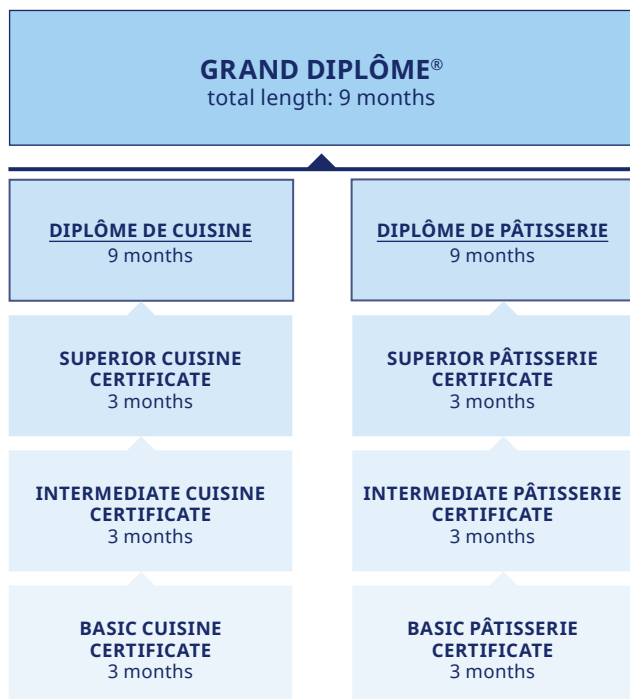 GRAND DIPLÔME®
total length: 9 months
DIPLÔME DE CUISINE
9 months
DIPLÔME DE PÂTISSERIE
9 months
SUPERIOR CUISINE
CERTIFICATE
3 months
SUPERIOR PÂTISSERIE
CERTIFICATE
3 months
INTERMEDIATE CUISINE
CERTIFICATE
3 months
INTERMEDIATE PÂTISSERIE
CERTIFICATE
3 months
BASIC CUISINE
CERTIFICATE
3 months
BASIC PÂTISSERIE
CERTIFICATE
3 months